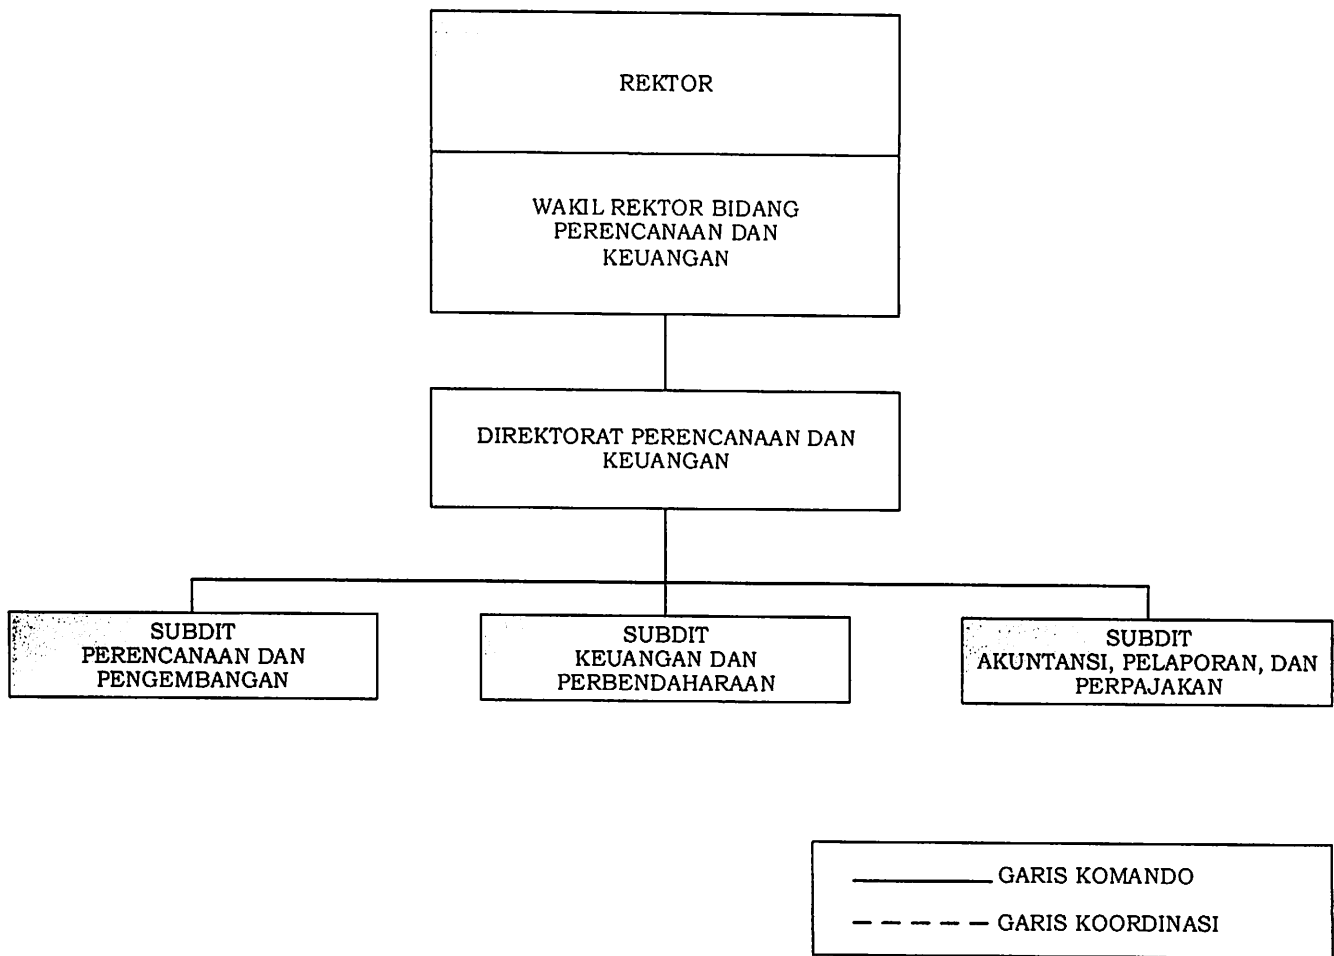 REKTOR
WAKIL REKTOR BIDANG
PERENCANAAN DAN
KEUANGAN
DIREKTORAT PERENCANAAN DAN
KEUANGAN
SUBDIT
PERENCANAAN DAN
PENGEMBANGAN
SUBDIT
KEUANGAN DAN
PERBENDAHARAAN
SUBDIT
AKUNTANSI, PELAPORAN, DAN
PERPAJAKAN
GARIS KOMANDO
GARIS KOORDINASI